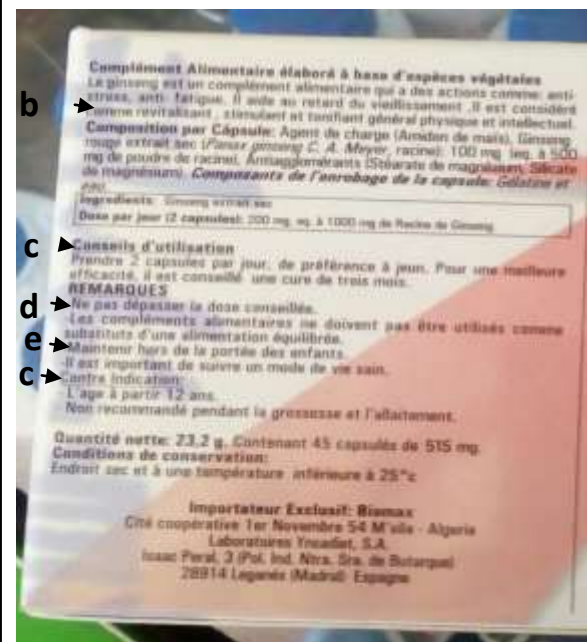 Complément Alimentaire élaboré à base d'espèces végétales
Le ginseng est un complément alimentaire qui a des actions comme: anti-
b stress, anti- fatigue. Il aide au retard du vieillissement .Il est considéré
comme revitalisant , stimulant et tonifiant général physique et intellectuel.
Composition par Cápsule: Agent de charge (Amidon de maïs), Ginseng
rouge extrait sec (Panax ginseng C. A. Meyer, racine): 100 mg (eq. à 500
mg de poudre de racine), Antiagglomérants (Stéarate de magnésium, Silicate
de magnésium). Composants de l'enrobage de la capsule: Gélatine et
eau.
Ingredients: Ginseng extrait sec
Dose par jour (2 capsules): 200 mg. eq. à 1000 mg de Racine de Ginseng
c Conseils d'utilisation
Prendre 2 capsules par jour, de préférence à jeun. Pour une meilleure
efficacité, il est conseillé une cure de trois mois.
REMARQUES
d -Ne pas dépasser la dose conseillée.
-Les compléments alimentaires ne doivent pas être utilisés comme
substituts d'une alimentation équilibrée.
e -Maintenir hors de la portée des enfants.
-Il est important de suivre un mode de vie sain.
c Contre Indication:
L'age à partir 12 ans.
Non recommandé pendant la grossesse et l'allaitement.
Quantité nette: 23,2 g. Contenant 45 capsules de 515 mg
Conditions de conservation:
Endroit sec et à une température inférieure à 25°c
Importateur Exclusif: Biomax
Cité coopérative 1er Novembre 54 M'sila - Algeria
Laboratoires Ynsadiet, S.A.
Isaac Peral, 3 (Pol. Ind. Ntra. Sra. de Butarque)
28914 Leganés (Madrid) Espagne